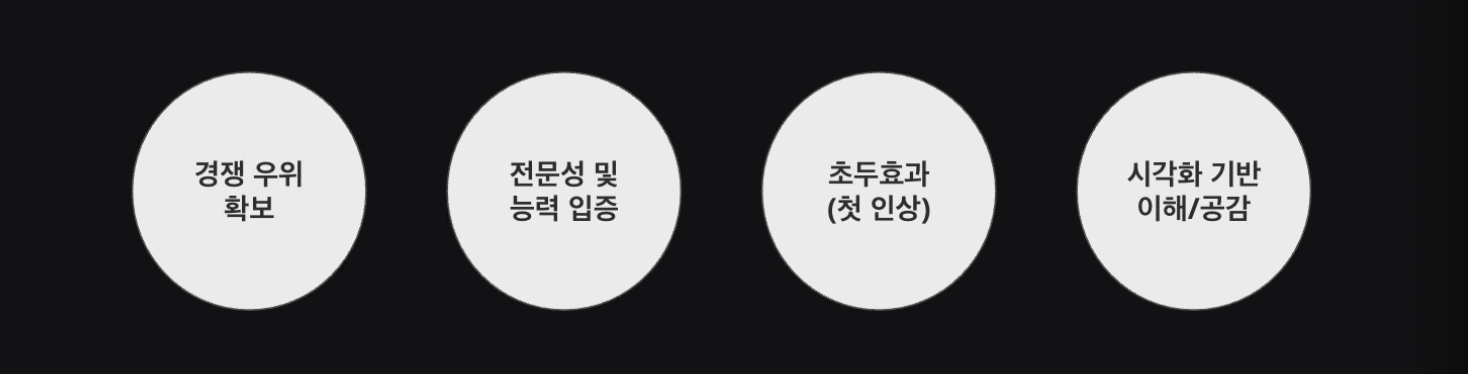 경쟁 우위
확보
전문성 및
능력 입증
초두효과
(첫 인상)
시각화 기반
이해/공감